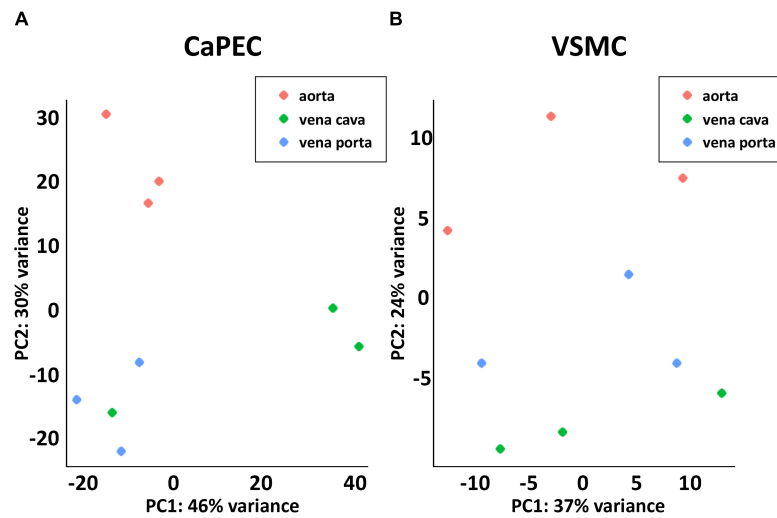 A
CaPEC
aorta
vena cava
vena porta
PC2: 30% variance
30
20
10
0
-10
-20
-20 0 20 40
PC1: 46% variance
B
VSMC
aorta
vena cava
vena porta
PC2: 24% variance
10
5
0
-5
-10 -5 0 5 10
PC1: 37% variance